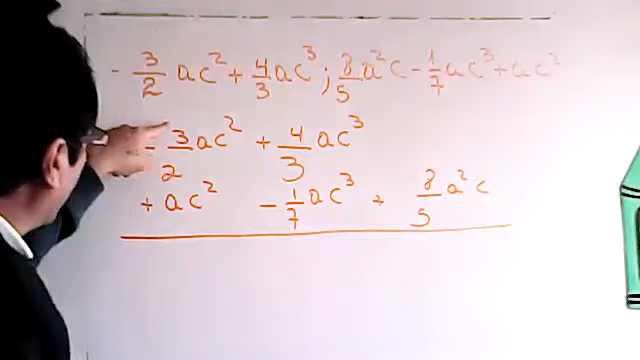 - 3/2 ac² + 4/3 ac³ ; 8/5 a²c - 1/7 ac³ + ac²
- 3/2 ac² + 4/3 ac³
+ ac² - 1/7 ac³ + 8/5 a²c